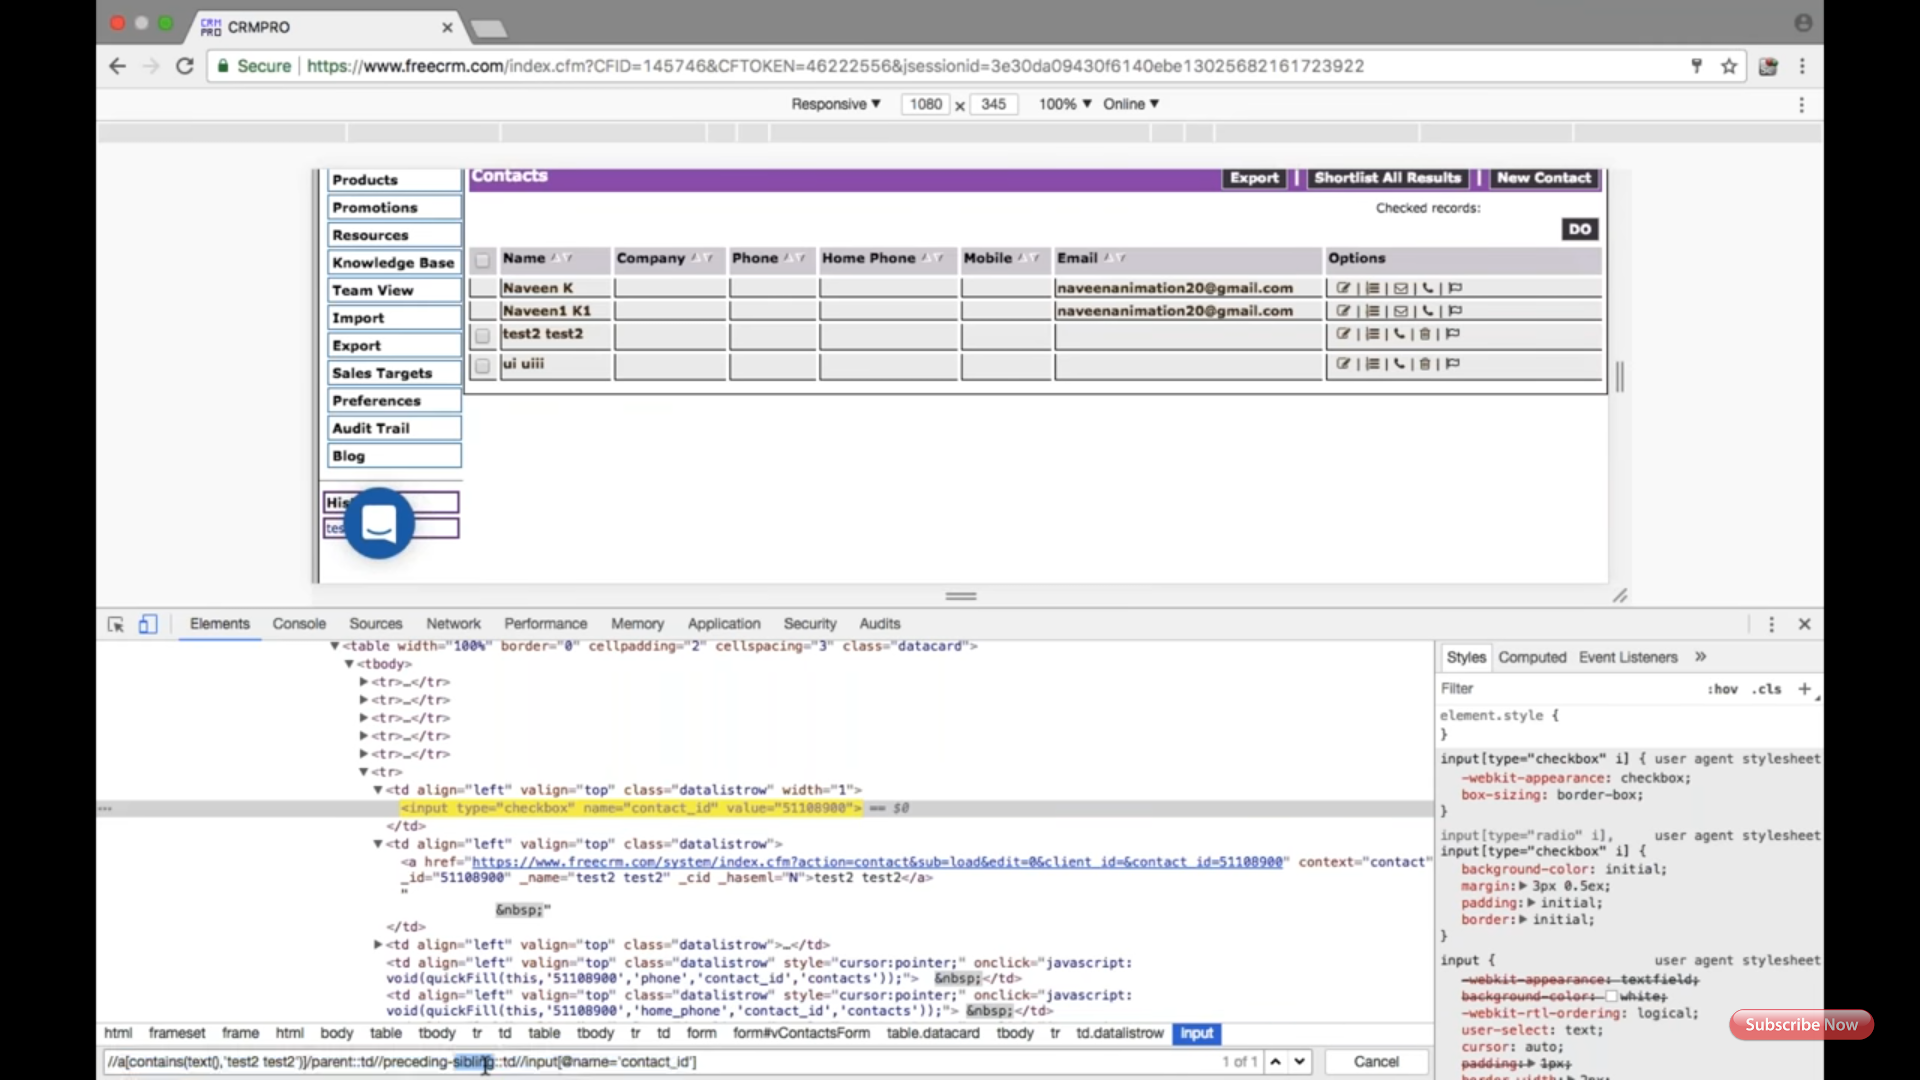 CRM PRO CRMPRO
Secure https://www.freecrm.com/index.cfm?CFID=145746&CFTOKEN=46222556&jsessionid=3e30da09430f6140ebe13025682161723922
Responsive 1080 x 345 100% Online
Products
Promotions
Resources
Knowledge Base
Team View
Import
Export
Sales Targets
Preferences
Audit Trail
Blog
His
tes
Contacts Export | Shortlist All Results | New Contact
Checked records:
DO
Name Company Phone Home Phone Mobile Email Options
Naveen K naveenanimation20@gmail.com
Naveen1 K1 naveenanimation20@gmail.com
test2 test2
ui uiii
Elements Console Sources Network Performance Memory Application Security Audits
<table width="100%" border="0" cellpadding="2" cellspacing="3" class="datacard">
<tbody>
<tr>…</tr>
<tr>…</tr>
<tr>…</tr>
<tr>…</tr>
<tr>…</tr>
<tr>
<td align="left" valign="top" class="datalistrow" width="1">
<input type="checkbox" name="contact_id" value="51108900"> == $0
</td>
<td align="left" valign="top" class="datalistrow">
<a href="https://www.freecrm.com/system/index.cfm?action=contact&sub=load&edit=0&client_id=&contact_id=51108900" context="contact"
_id="51108900" _name="test2 test2" _cid _haseml="N">test2 test2</a>
"
&nbsp;"
</td>
<td align="left" valign="top" class="datalistrow">…</td>
<td align="left" valign="top" class="datalistrow" style="cursor:pointer;" onclick="javascript:
void(quickFill(this,'51108900','phone','contact_id','contacts'));"> &nbsp;</td>
<td align="left" valign="top" class="datalistrow" style="cursor:pointer;" onclick="javascript:
void(quickFill(this,'51108900','home_phone','contact_id','contacts'));"> &nbsp;</td>
html frameset frame html body table tbody tr td table tbody tr td form form#vContactsForm table.datacard tbody tr td.datalistrow input
//a[contains(text(),'test2 test2')]/parent::td//preceding-sibling::td//input[@name='contact_id'] 1 of 1 Cancel
Styles Computed Event Listeners »
Filter :hov .cls +
element.style {
}
input[type="checkbox" i] { user agent stylesheet
-webkit-appearance: checkbox;
box-sizing: border-box;
}
input[type="radio" i], user agent stylesheet
input[type="checkbox" i] {
background-color: initial;
margin: 3px 0.5ex;
padding: initial;
border: initial;
}
input { user agent stylesheet
-webkit-appearance: textfield;
background-color: white;
-webkit-rtl-ordering: logical;
user-select: text;
cursor: auto;
padding: 1px;
Subscribe Now